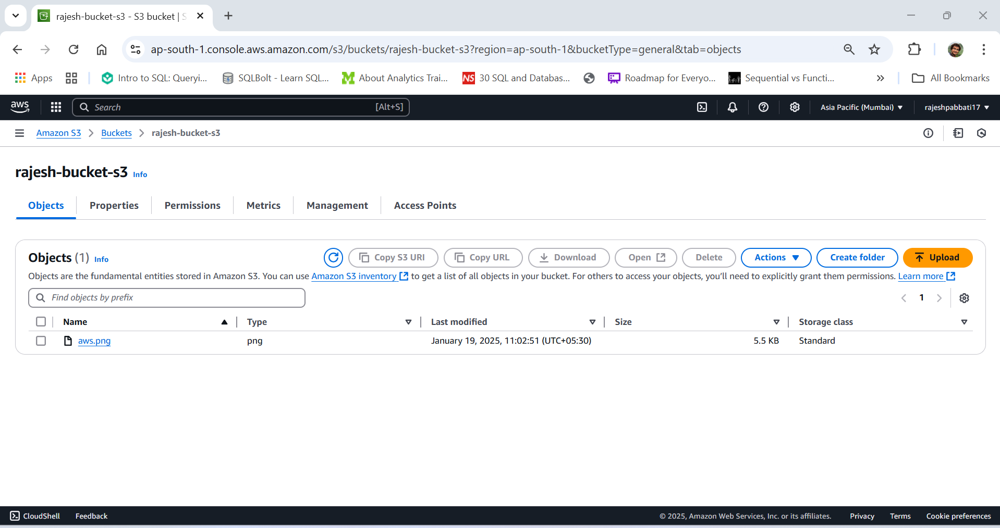 rajesh-bucket-s3 - S3 bucket | S
ap-south-1.console.aws.amazon.com/s3/buckets/rajesh-bucket-s3?region=ap-south-1&bucketType=general&tab=objects
Apps Intro to SQL: Queryi... SQLBolt - Learn SQL... About Analytics Trai... NS 30 SQL and Databas... Roadmap for Everyo... Sequential vs Functi... » All Bookmarks
aws Search [Alt+S] Asia Pacific (Mumbai) rajeshpabbati17
Amazon S3 > Buckets > rajesh-bucket-s3
rajesh-bucket-s3 Info
Objects Properties Permissions Metrics Management Access Points
Objects (1) Info Copy S3 URI Copy URL Download Open Delete Actions Create folder Upload
Objects are the fundamental entities stored in Amazon S3. You can use Amazon S3 inventory to get a list of all objects in your bucket. For others to access your objects, you’ll need to explicitly grant them permissions. Learn more
Find objects by prefix < 1 >
Name Type Last modified Size Storage class
aws.png png January 19, 2025, 11:02:51 (UTC+05:30) 5.5 KB Standard
CloudShell Feedback © 2025, Amazon Web Services, Inc. or its affiliates. Privacy Terms Cookie preferences